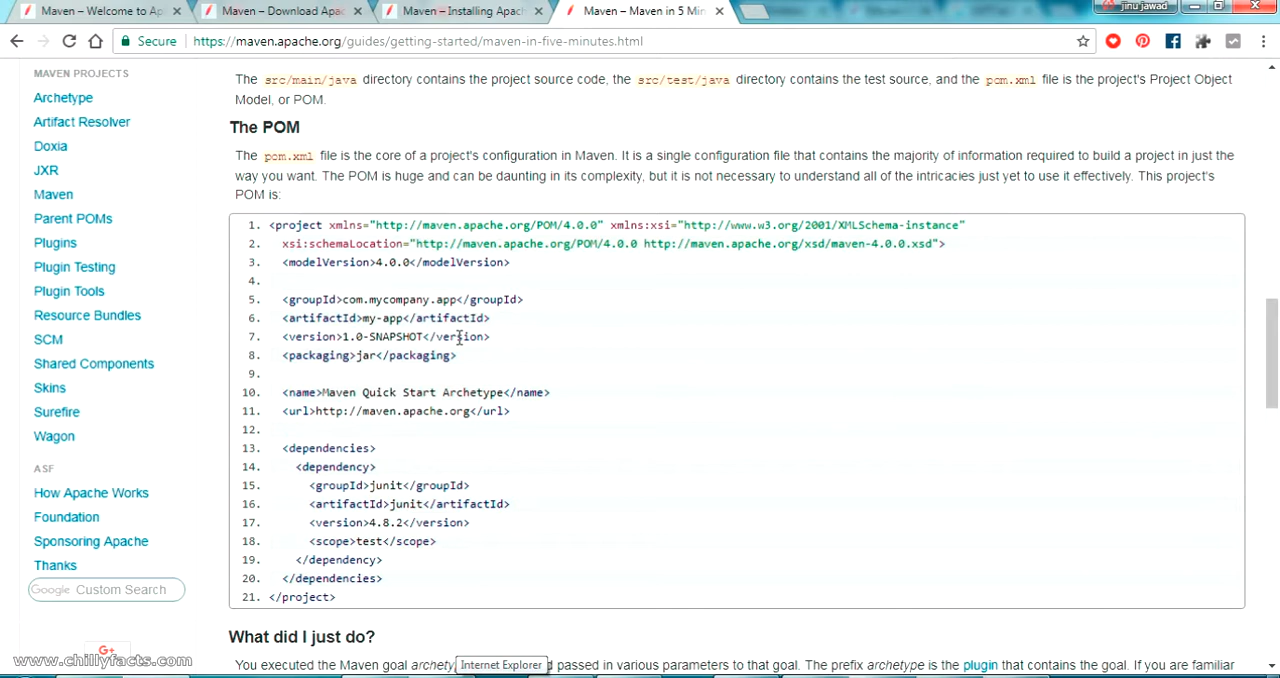 Maven – Welcome to Ap
Maven – Download Apac
Maven – Installing Apach
Maven – Maven in 5 Min
jinu jawad
Secure
https://maven.apache.org/guides/getting-started/maven-in-five-minutes.html
MAVEN PROJECTS
Archetype
Artifact Resolver
Doxia
JXR
Maven
Parent POMs
Plugins
Plugin Testing
Plugin Tools
Resource Bundles
SCM
Shared Components
Skins
Surefire
Wagon
ASF
How Apache Works
Foundation
Sponsoring Apache
Thanks
Google Custom Search
G+
www.chillyfacts.com
The src/main/java directory contains the project source code, the src/test/java directory contains the test source, and the pom.xml file is the project's Project Object
Model, or POM.
The POM
The pom.xml file is the core of a project's configuration in Maven. It is a single configuration file that contains the majority of information required to build a project in just the
way you want. The POM is huge and can be daunting in its complexity, but it is not necessary to understand all of the intricacies just yet to use it effectively. This project's
POM is:
1. <project xmlns="http://maven.apache.org/POM/4.0.0" xmlns:xsi="http://www.w3.org/2001/XMLSchema-instance"
2. xsi:schemaLocation="http://maven.apache.org/POM/4.0.0 http://maven.apache.org/xsd/maven-4.0.0.xsd">
3. <modelVersion>4.0.0</modelVersion>
4.
5. <groupId>com.mycompany.app</groupId>
6. <artifactId>my-app</artifactId>
7. <version>1.0-SNAPSHOT</version>
8. <packaging>jar</packaging>
9.
10. <name>Maven Quick Start Archetype</name>
11. <url>http://maven.apache.org</url>
12.
13. <dependencies>
14. <dependency>
15. <groupId>junit</groupId>
16. <artifactId>junit</artifactId>
17. <version>4.8.2</version>
18. <scope>test</scope>
19. </dependency>
20. </dependencies>
21. </project>
What did I just do?
You executed the Maven goal archety Internet Explorer d passed in various parameters to that goal. The prefix archetype is the plugin that contains the goal. If you are familiar